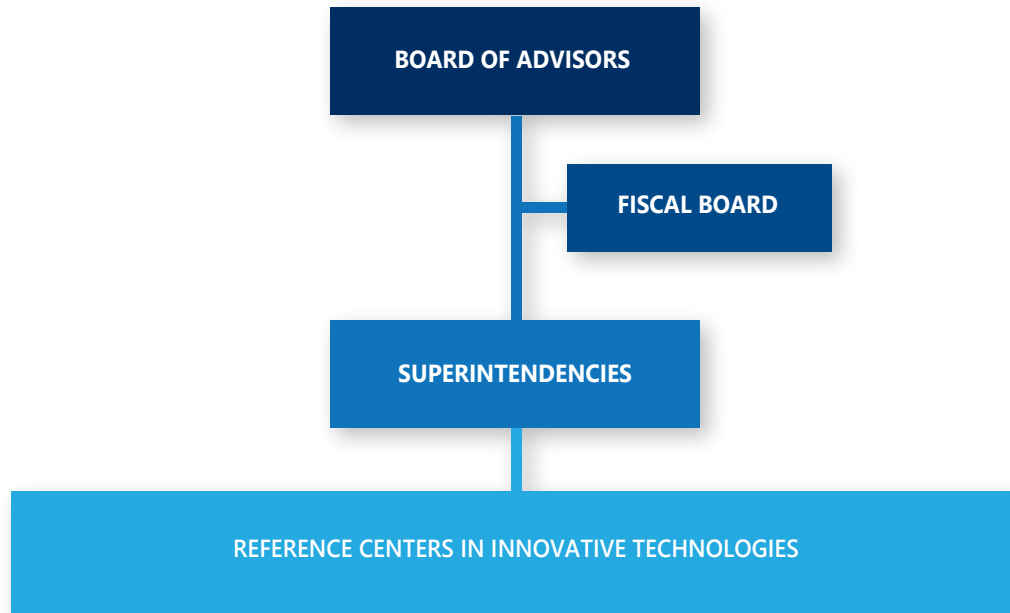 BOARD OF ADVISORS
FISCAL BOARD
SUPERINTENDENCIES
REFERENCE CENTERS IN INNOVATIVE TECHNOLOGIES